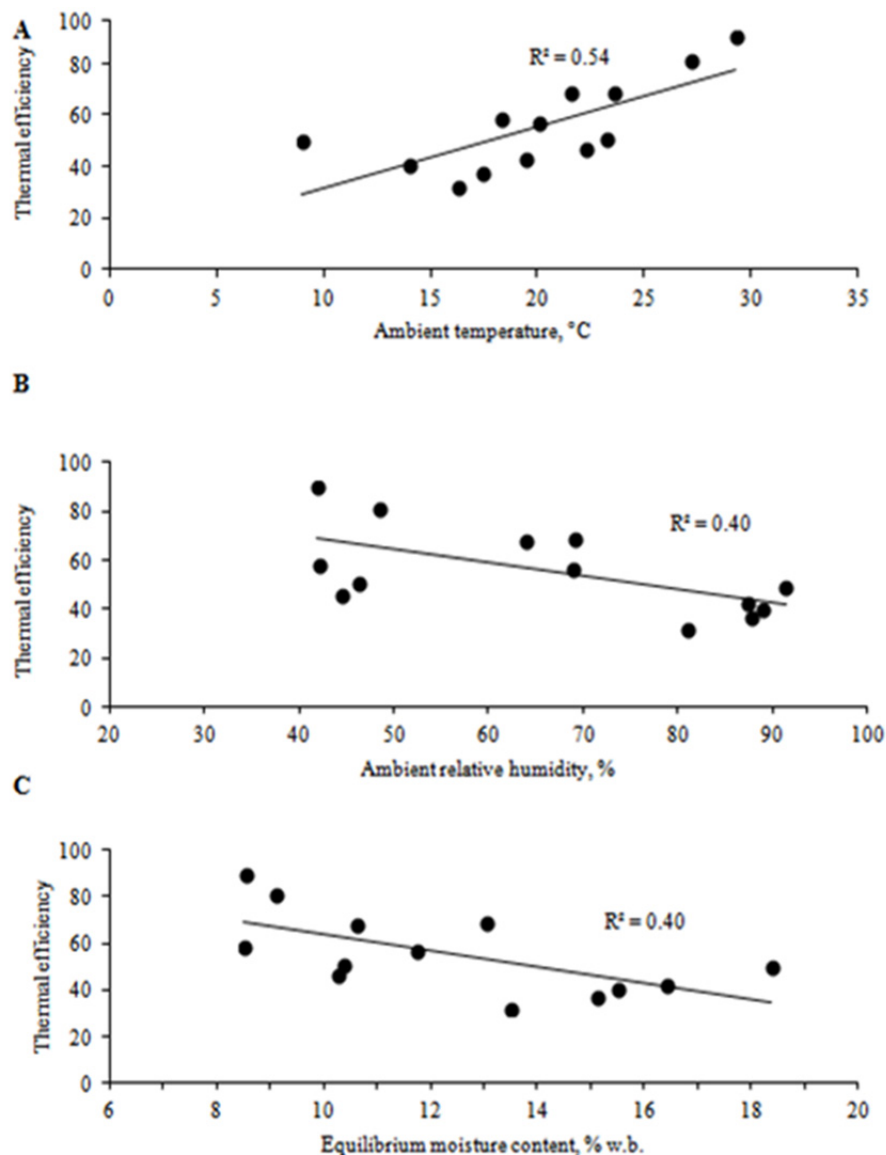 A
Thermal efficiency
100
80
60
40
20
0
R² = 0.54
0 5 10 15 20 25 30 35
Ambient temperature, °C
B
Thermal efficiency
100
80
60
40
20
0
R² = 0.40
20 30 40 50 60 70 80 90 100
Ambient relative humidity, %
C
Thermal efficiency
100
80
60
40
20
0
R² = 0.40
6 8 10 12 14 16 18 20
Equilibrium moisture content, % w.b.